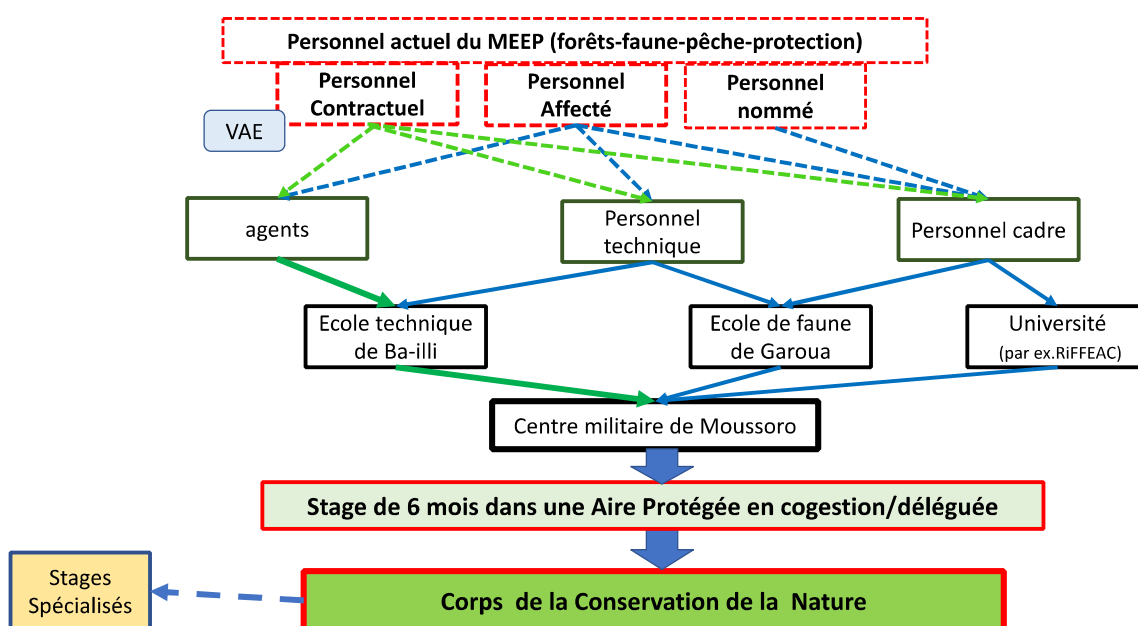 Personnel actuel du MEEP (forêts-faune-pêche-protection)
Personnel
Contractuel
Personnel
Affecté
Personnel
nommé
VAE
agents
Personnel
technique
Personnel cadre
Ecole technique
de Ba-illi
Ecole de faune
de Garoua
Université
(par ex.RiFFEAC)
Centre militaire de Moussoro
Stage de 6 mois dans une Aire Protégée en cogestion/déléguée
Stages
Spécialisés
Corps de la Conservation de la Nature